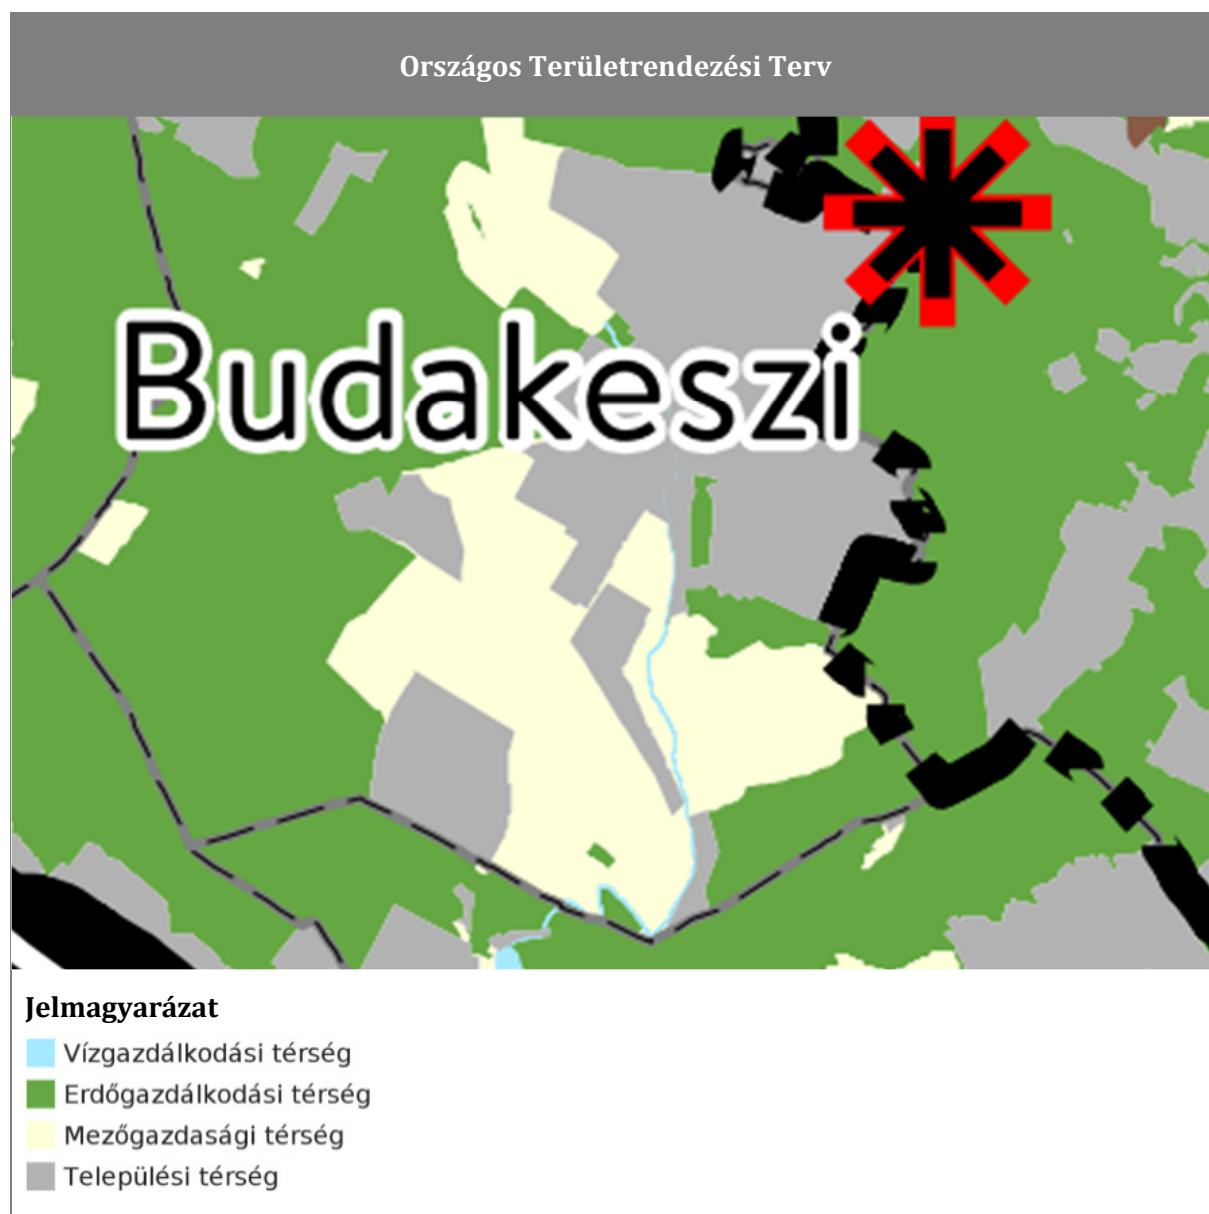 Országos Területrendezési Terv
Budakeszi
Jelmagyarázat
Vízgazdálkodási térség
Erdőgazdálkodási térség
Mezőgazdasági térség
Települési térség